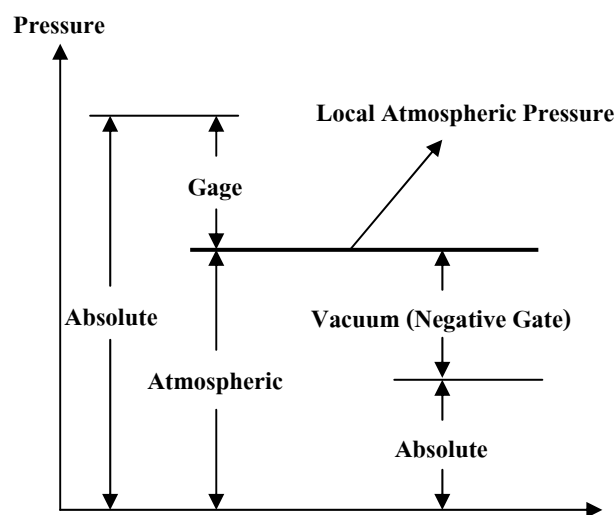 Pressure
Local Atmospheric Pressure
Gage
Absolute
Vacuum (Negative Gate)
Atmospheric
Absolute